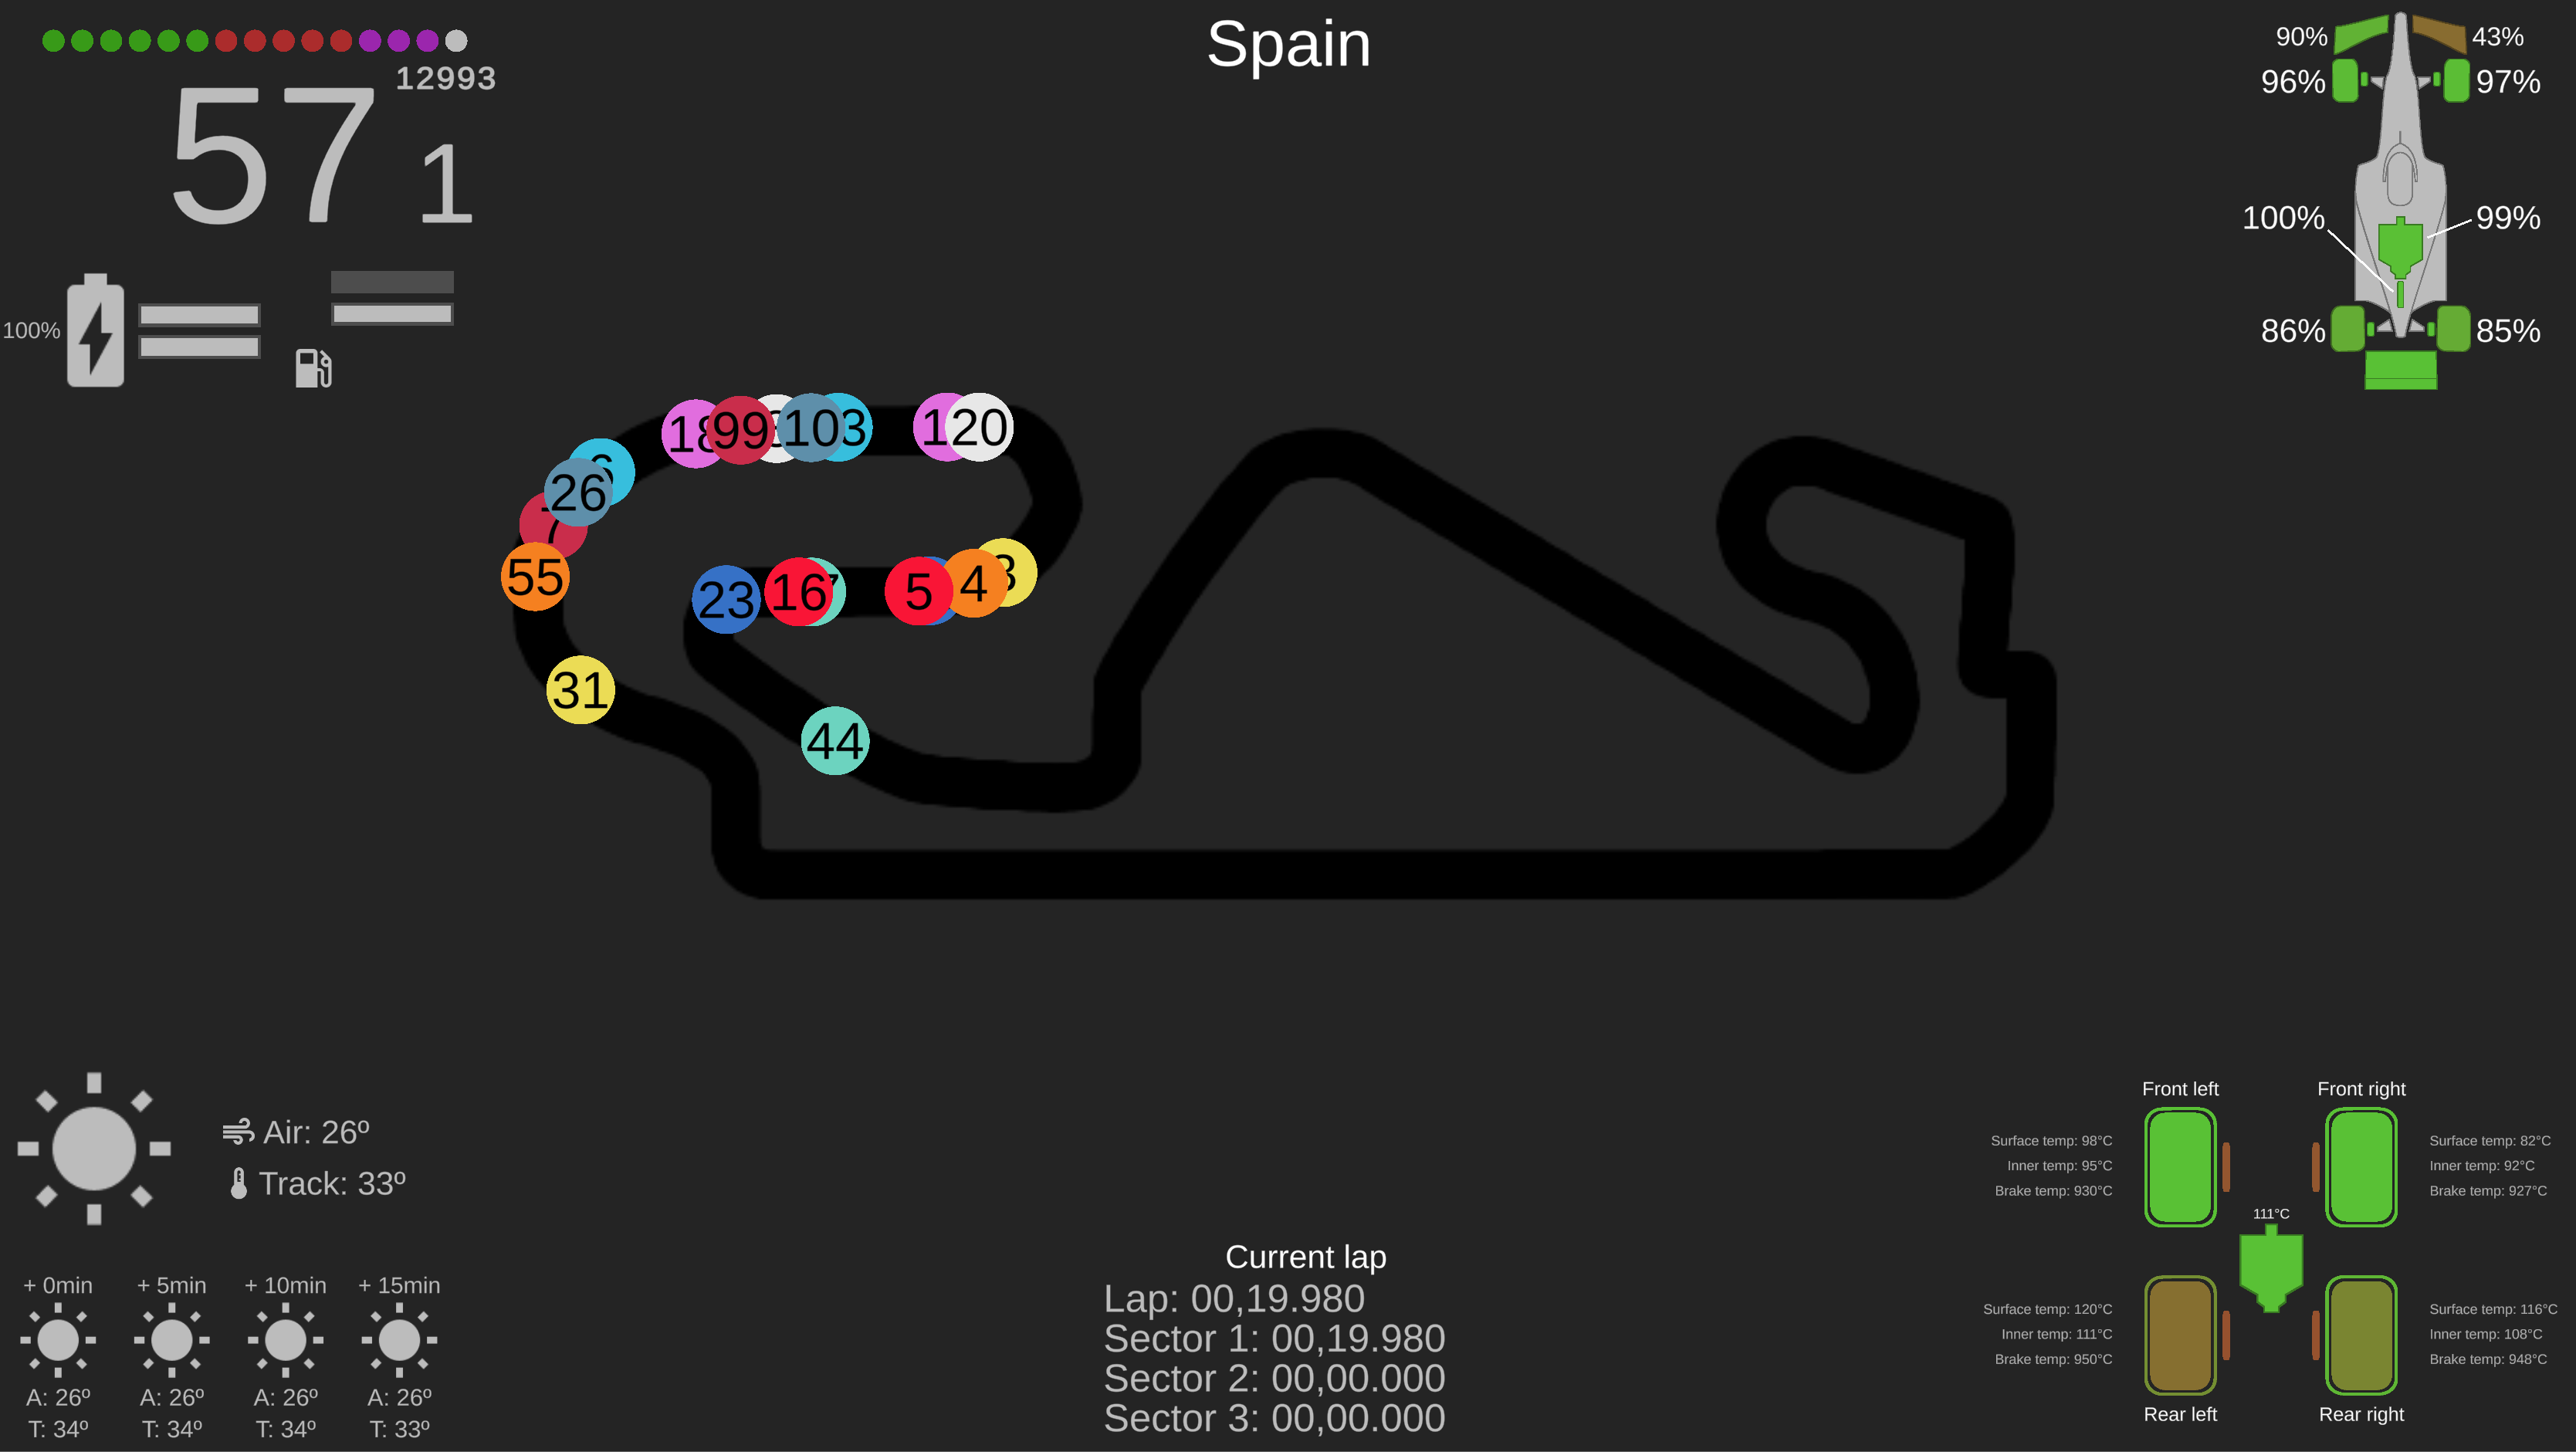 Spain
12993
57 1
100%
90% 43%
96% 97%
100% 99%
86% 85%
18 99 10 3 1 20
6
26
7
55
23 16 7 5 4 3
31
44
Air: 26º
Track: 33º
+ 0min + 5min + 10min + 15min
A: 26º A: 26º A: 26º A: 26º
T: 34º T: 34º T: 34º T: 33º
Current lap
Lap: 00,19.980
Sector 1: 00,19.980
Sector 2: 00,00.000
Sector 3: 00,00.000
Front left Front right
Surface temp: 98°C Surface temp: 82°C
Inner temp: 95°C Inner temp: 92°C
Brake temp: 930°C Brake temp: 927°C
111°C
Surface temp: 120°C Surface temp: 116°C
Inner temp: 111°C Inner temp: 108°C
Brake temp: 950°C Brake temp: 948°C
Rear left Rear right